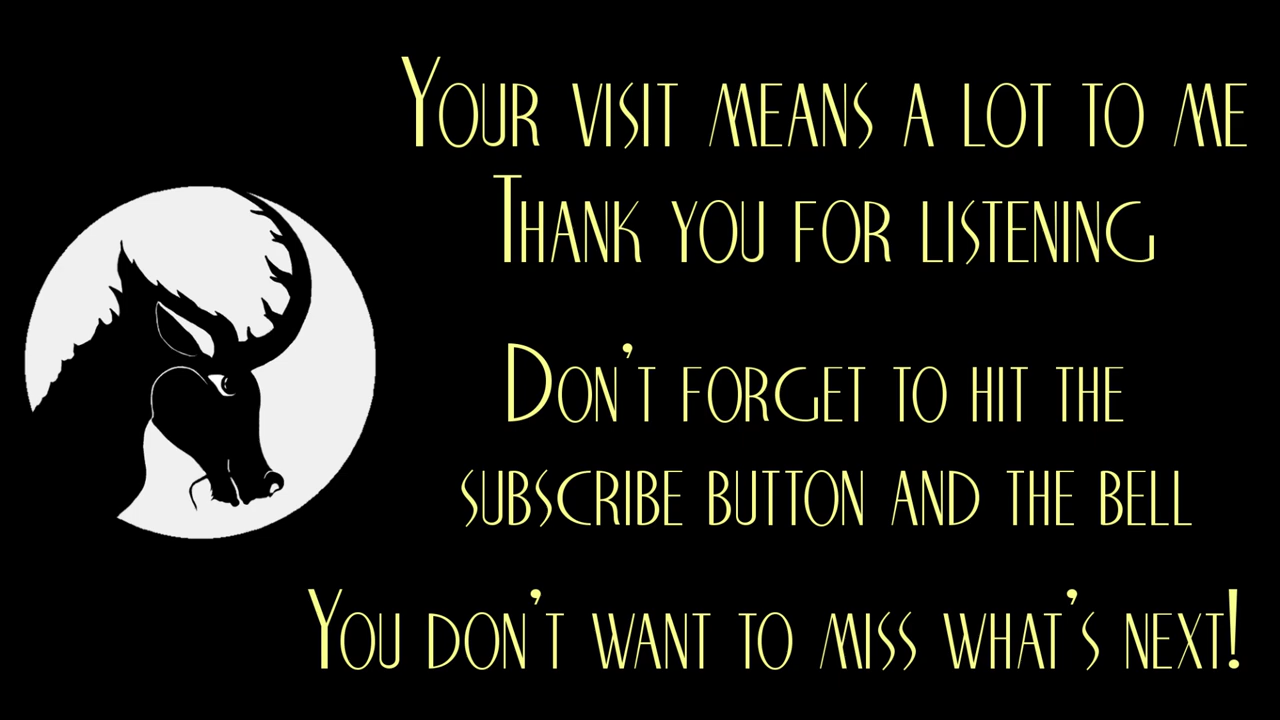 Your visit means a lot to me
Thank you for listening
Don't forget to hit the
subscribe button and the bell
You don't want to miss what's next!